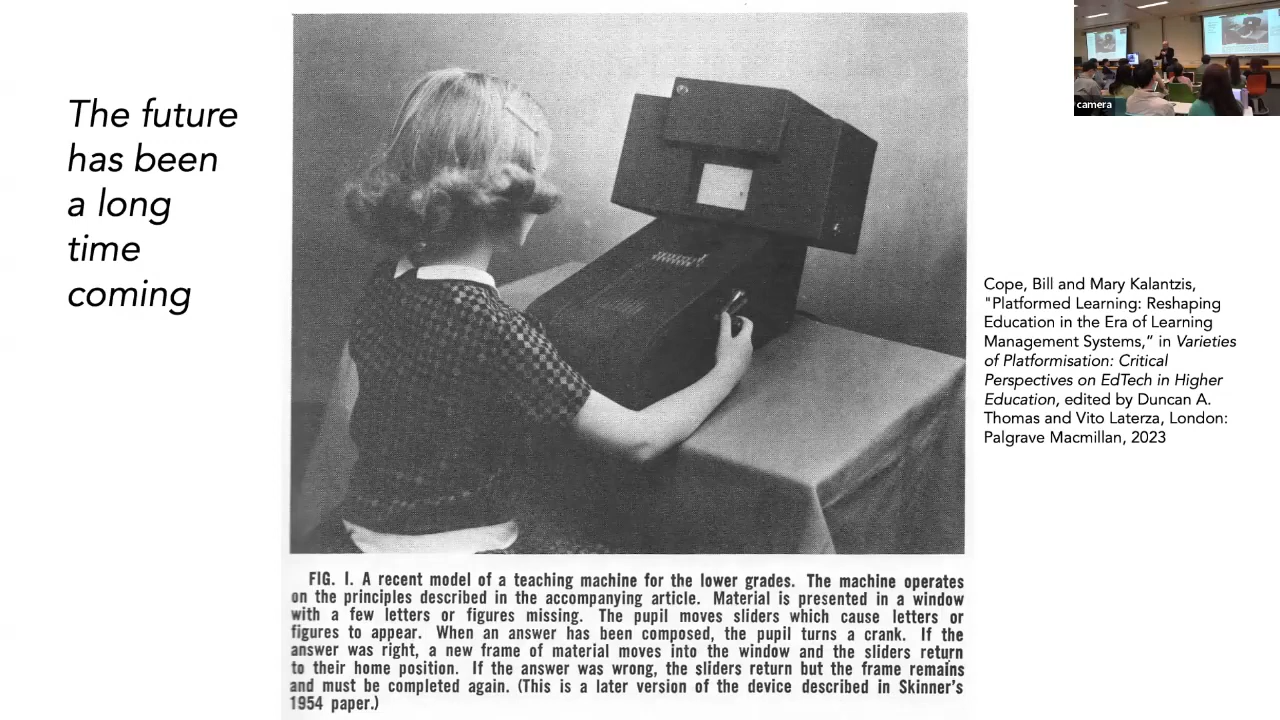 The future
has been
a long
time
coming
camera
Cope, Bill and Mary Kalantzis,
"Platformed Learning: Reshaping
Education in the Era of Learning
Management Systems,” in Varieties
of Platformisation: Critical
Perspectives on EdTech in Higher
Education, edited by Duncan A.
Thomas and Vito Laterza, London:
Palgrave Macmillan, 2023
FIG. I. A recent model of a teaching machine for the lower grades. The machine operates
on the principles described in the accompanying article. Material is presented in a window
with a few letters or figures missing. The pupil moves sliders which cause letters or
figures to appear. When an answer has been composed, the pupil turns a crank. If the
answer was right, a new frame of material moves into the window and the sliders return
to their home position. If the answer was wrong, the sliders return but the frame remains
and must be completed again. (This is a later version of the device described in Skinner's
1954 paper.)